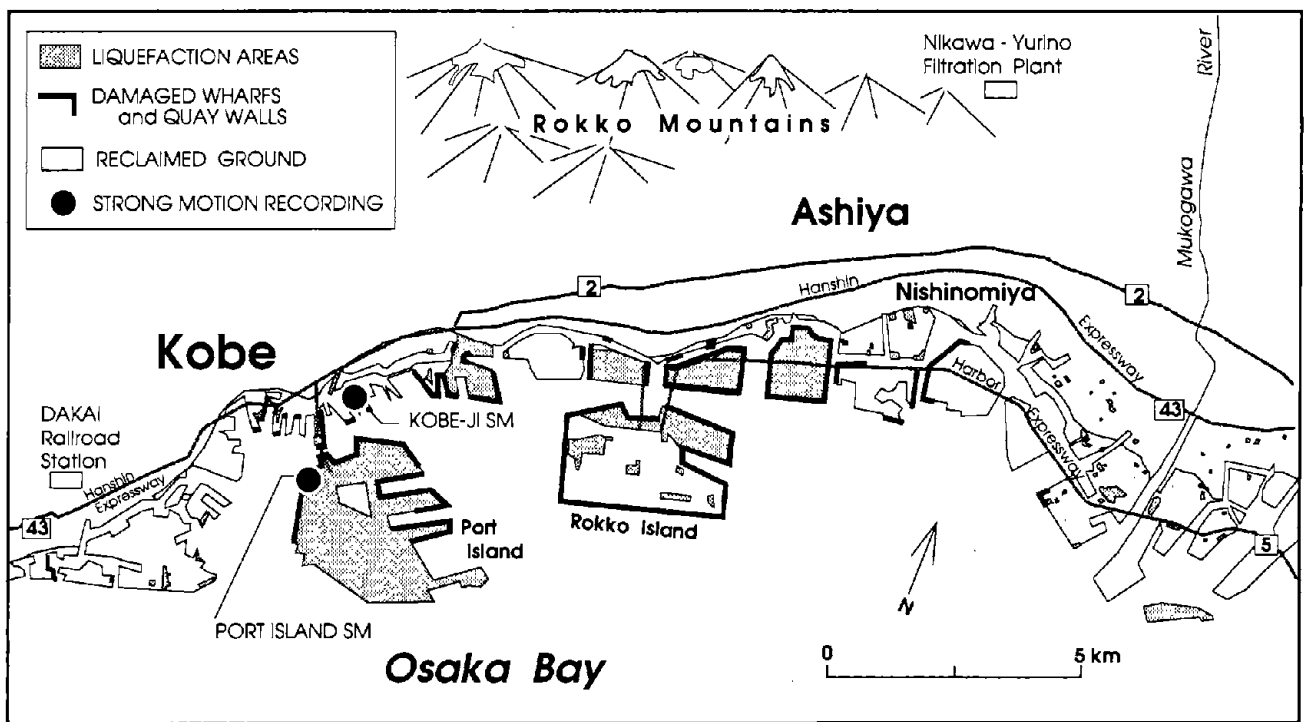 LIQUEFACTION AREAS
DAMAGED WHARFS
and QUAY WALLS
RECLAIMED GROUND
STRONG MOTION RECORDING
Rokko Mountains
Nikawa - Yurino
Filtration Plant
River
Mukogawa
Ashiya
2
Hanshin
Nishinomiya
2
Expressway
Kobe
Harbor
Expressway
43
KOBE-JI SM
DAKAI
Railroad
Station
Hanshin
Expressway
43
Port
Island
Rokko Island
5
N
PORT ISLAND SM
Osaka Bay
0
5 km